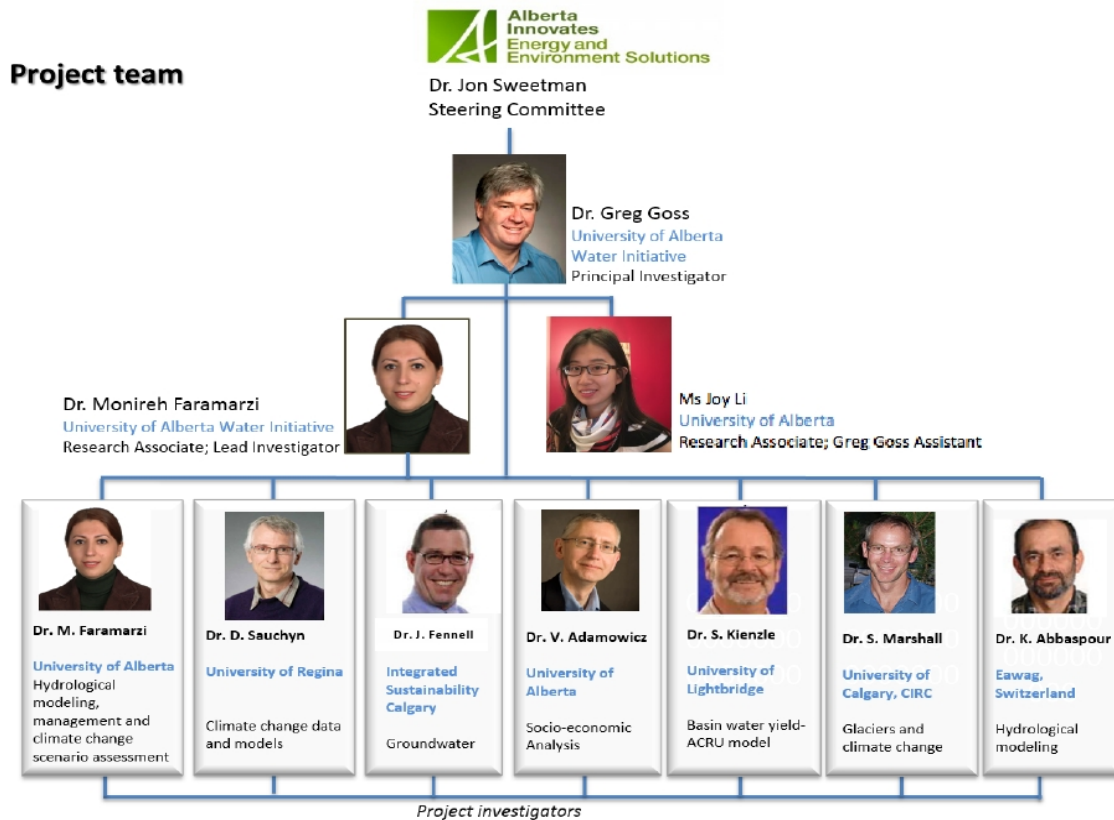 Alberta
Innovates
Energy and
Environment Solutions
Project team
Dr. Jon Sweetman
Steering Committee
Dr. Greg Goss
University of Alberta
Water Initiative
Principal Investigator
Dr. Monireh Faramarzi
University of Alberta Water Initiative
Research Associate; Lead Investigator
Ms Joy Li
University of Alberta
Research Associate; Greg Goss Assistant
Dr. M. Faramarzi
University of Alberta
Hydrological
modeling,
management and
climate change
scenario assessment
Dr. D. Sauchyn
University of Regina
Climate change data
and models
Dr. J. Fennell
Integrated
Sustainability
Calgary
Groundwater
Dr. V. Adamowicz
University of
Alberta
Socio-economic
Analysis
Dr. S. Kienzle
University of
Lightbridge
Basin water yield-
ACRU model
Dr. S. Marshall
University of
Calgary, CIRC
Glaciers and
climate change
Dr. K. Abbaspour
Eawag,
Switzerland
Hydrological
modeling
Project investigators